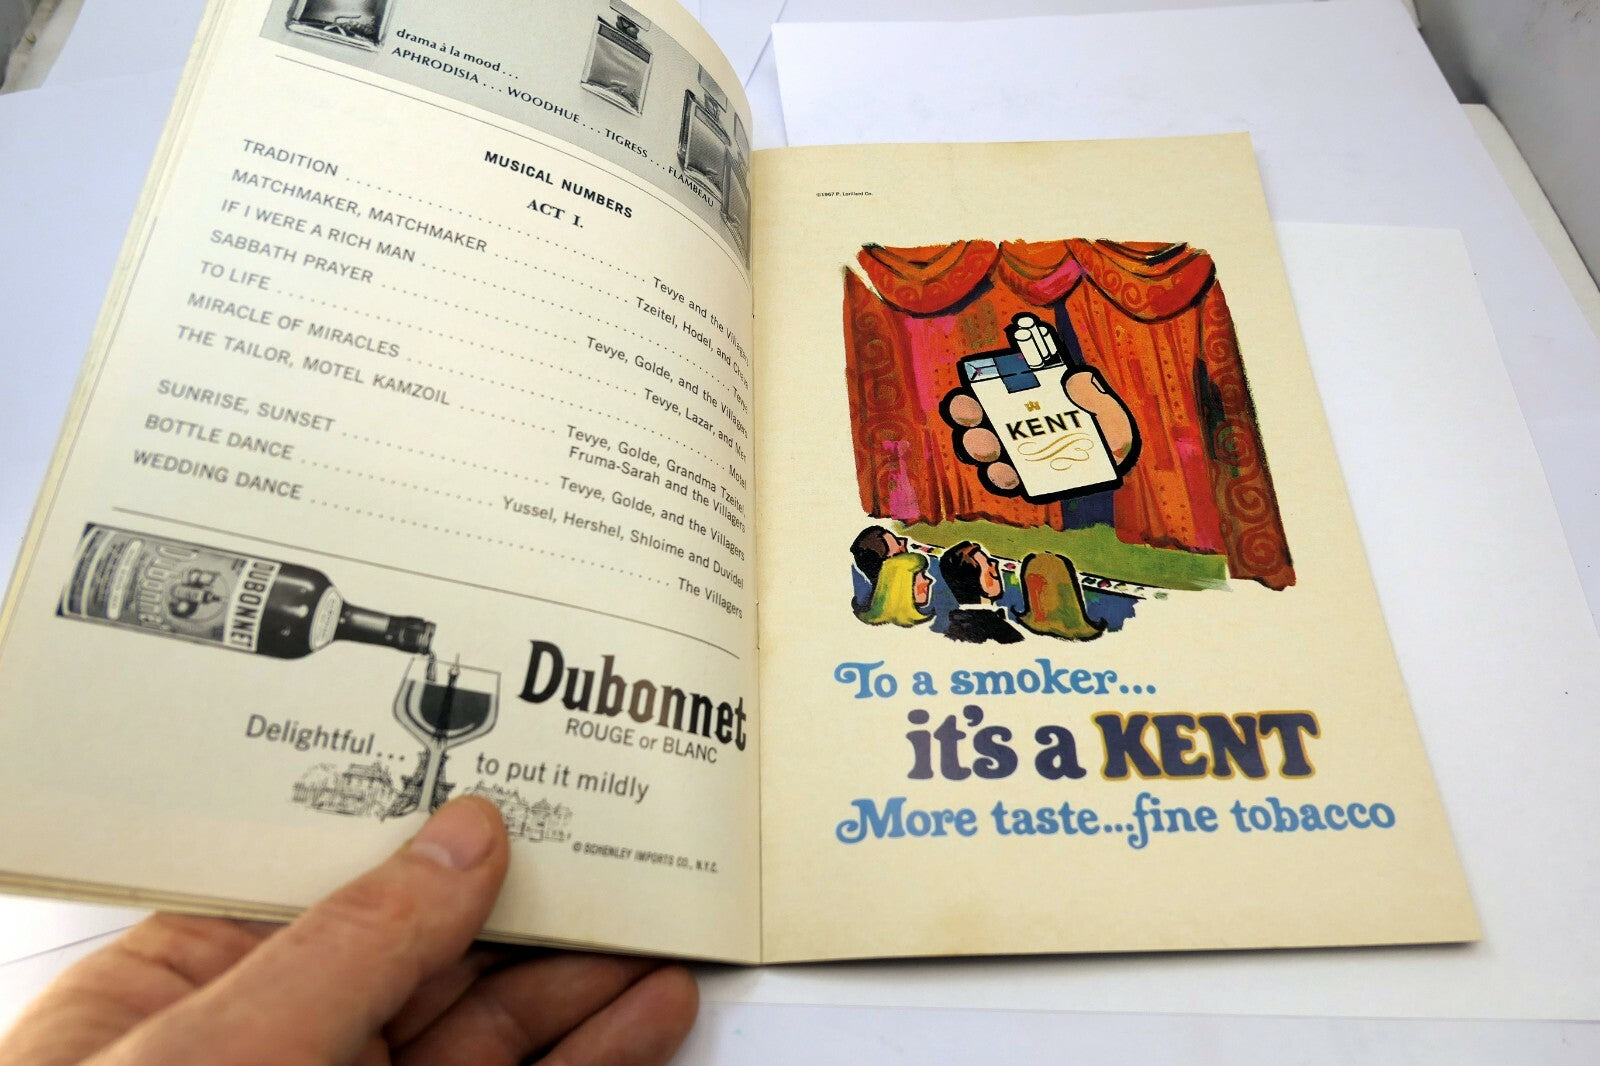 drama à la mood...
APHRODISIA...WOODHUE...TIGRESS...FLAMBEAU
MUSICAL NUMBERS
ACT I.
TRADITION ........ Tevye and the Villagers
MATCHMAKER, MATCHMAKER ........ Tzeitel, Hodel, and Chava
IF I WERE A RICH MAN ........ Tevye
SABBATH PRAYER ........ Tevye, Golde, and the Villagers
TO LIFE ........ Tevye, Lazar, and Men
MIRACLE OF MIRACLES ........ Motel
THE TAILOR, MOTEL KAMZOIL ........ Tevye, Golde, Grandma Tzeitel,
Fruma-Sarah and the Villagers
SUNRISE, SUNSET ........ Tevye, Golde, and the Villagers
BOTTLE DANCE ........ Yussel, Hershel, Shloime and Duvidel
WEDDING DANCE ........ The Villagers
Dubonnet
DUBONNET
Dubonnet
ROUGE or BLANC
Delightful...
to put it mildly
© SCHENLEY IMPORTS CO., N.Y.C.
©1967 P. Lorillard Co.
KENT
To a smoker...
it's a KENT
More taste...fine tobacco